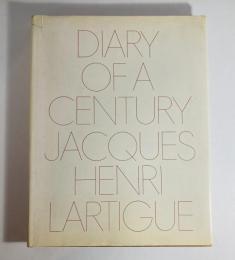 DIARY
OF A
CENTURY
JACQUES
HENRI
LARTIGUE